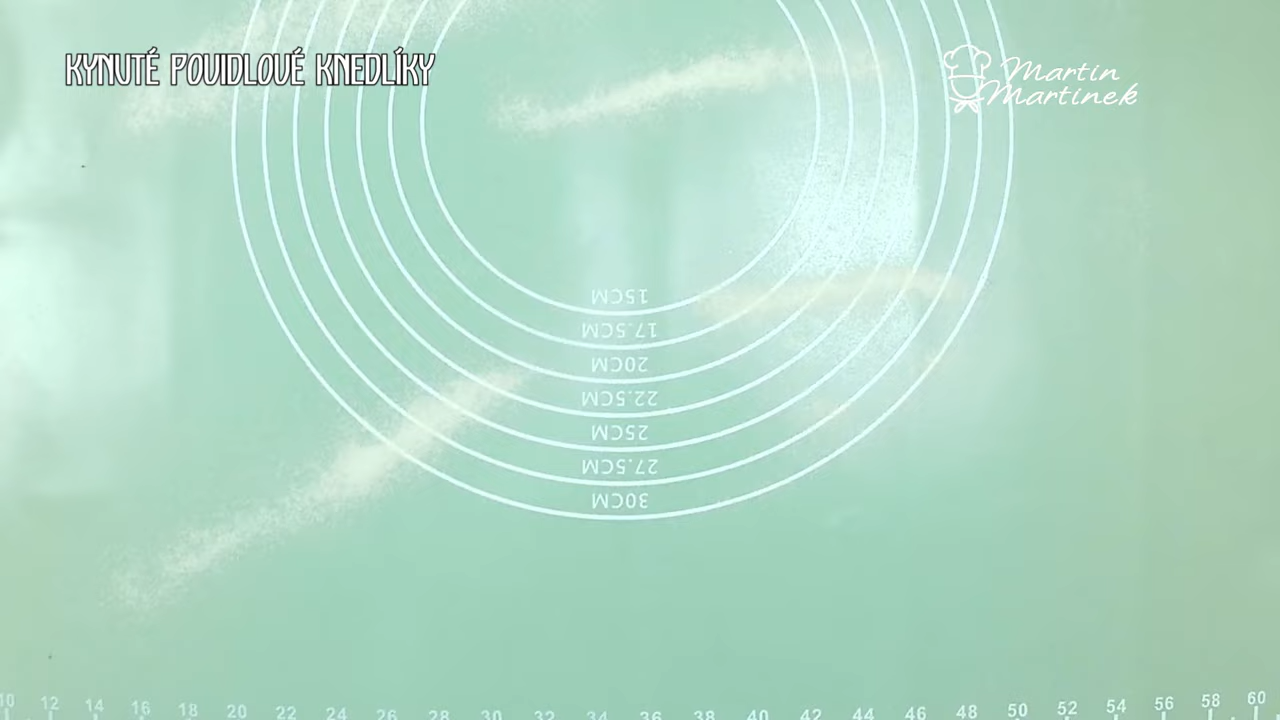 KYNUTÉ POVIDLOVÉ KNEDLÍKY
Martin
Martinek
15CM
17.5CM
20CM
22.5CM
25CM
27.5CM
30CM
10 12 14 16 18 20 22 24 26 28 30 32 34 36 38 40 42 44 46 48 50 52 54 56 58 60